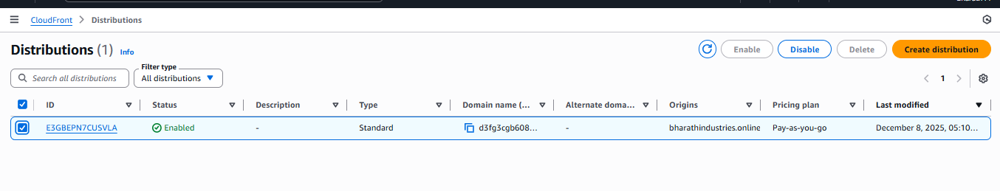 CloudFront > Distributions
Distributions (1) Info
Enable Disable Delete Create distribution
Search all distributions
Filter type
All distributions
1
ID Status Description Type Domain name (... Alternate doma... Origins Pricing plan Last modified
E3GBEPN7CUSVLA Enabled - Standard d3fg3cgb608... - bharathindustries.online Pay-as-you-go December 8, 2025, 05:10...